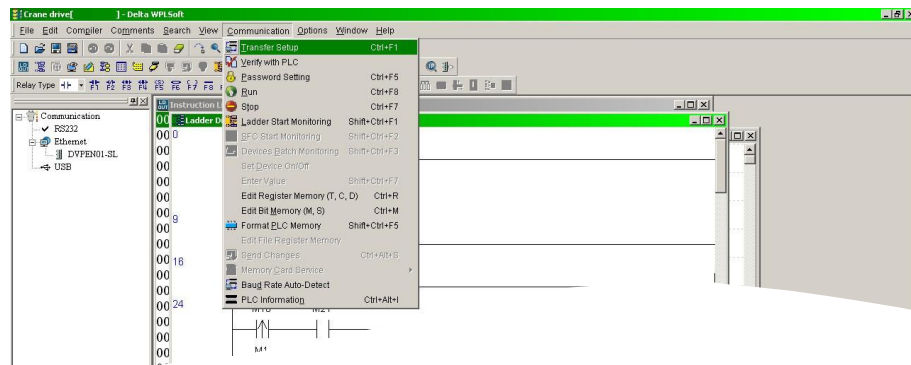 Crane drive[ ] - Delta WPLSoft
File Edit Compiler Comments Search View Communication Options Window Help
Relay Type
Communication
RS232
Ethernet
DVPEN01-SL
USB
Instruction L
Ladder D
Transfer Setup Ctrl+F1
Verify with PLC
Password Setting Ctrl+F5
Run Ctrl+F8
Stop Ctrl+F7
Ladder Start Monitoring Shift+Ctrl+F1
SFC Start Monitoring Shift+Ctrl+F2
Devices Batch Monitoring Shift+Ctrl+F3
Set Device On/Off
Enter Value Shift+Ctrl+F7
Edit Register Memory (T, C, D) Ctrl+R
Edit Bit Memory (M, S) Ctrl+M
Format PLC Memory Shift+Ctrl+F5
Edit File Register Memory
Send Changes Ctrl+Alt+S
Memory Card Service
Baud Rate Auto-Detect
PLC Information Ctrl+Alt+I
0
9
16
24
M10 M21
M1